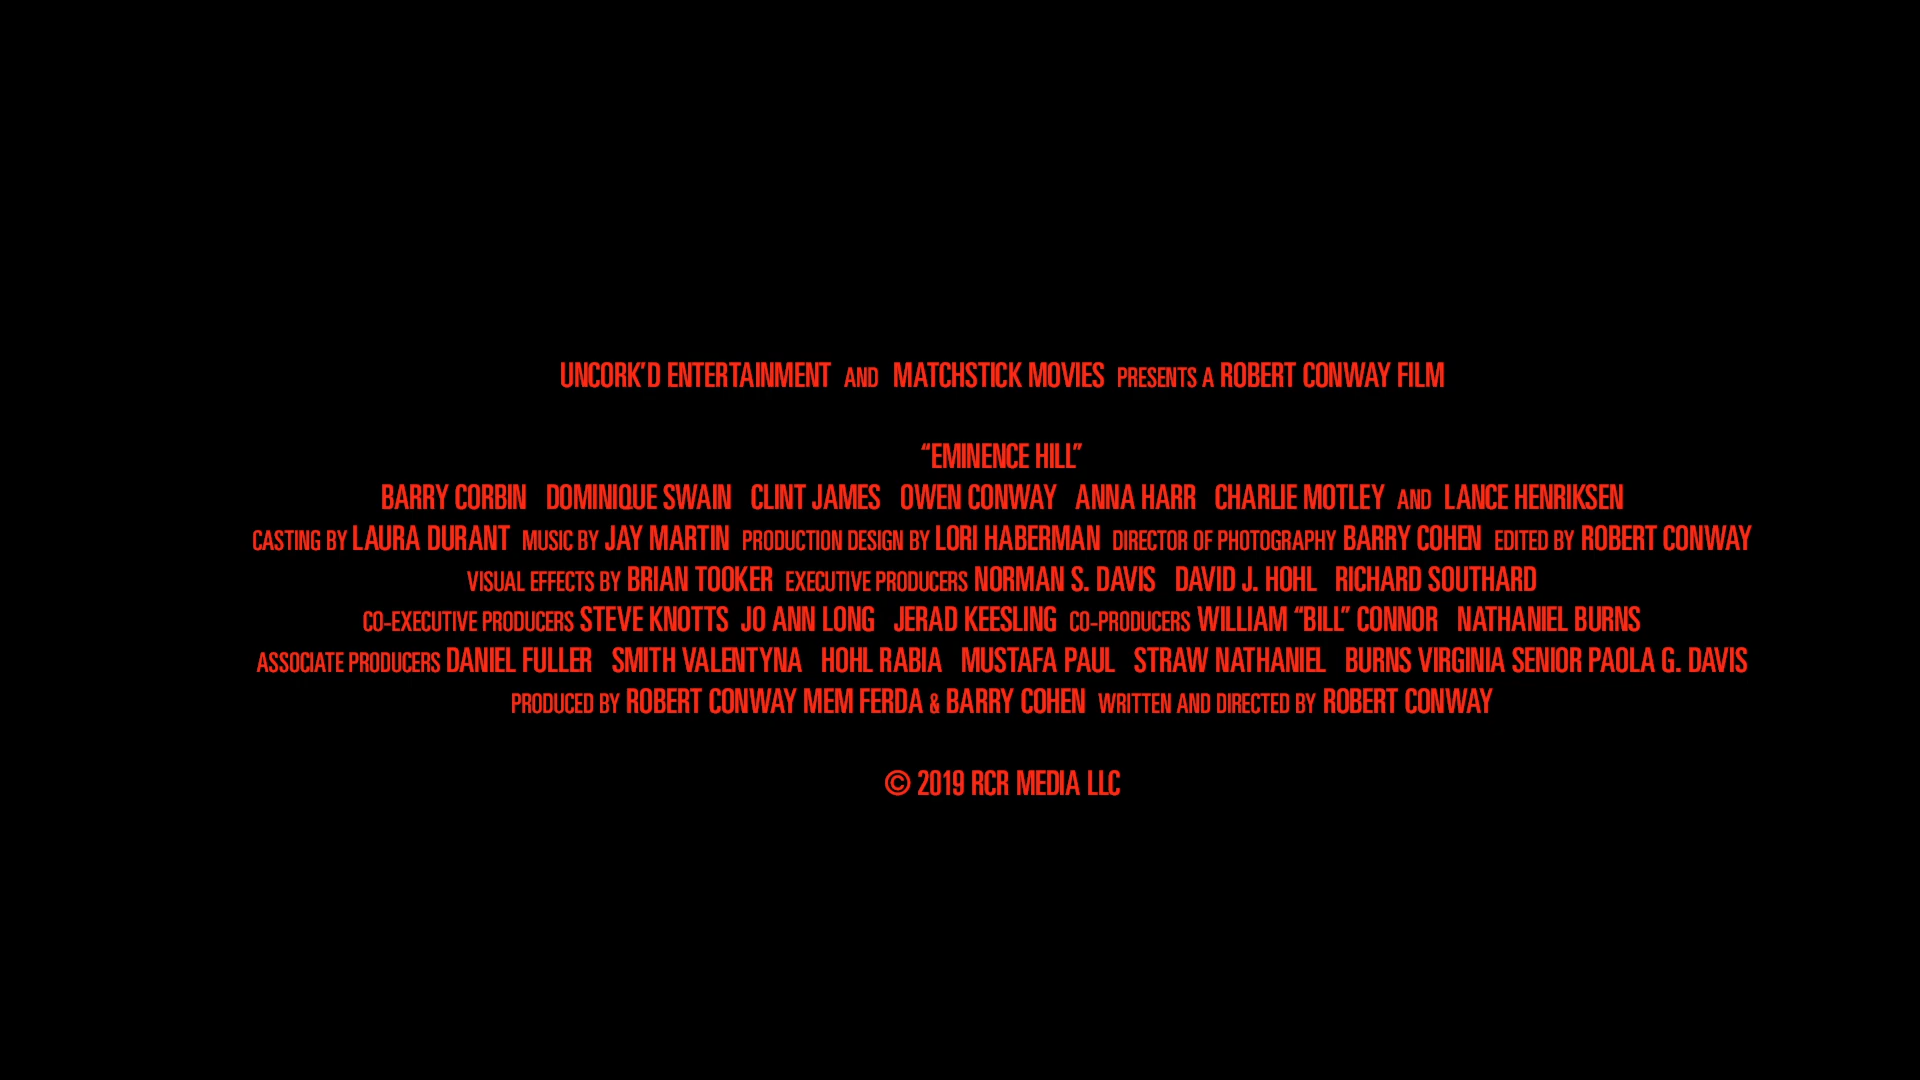 UNCORK'D ENTERTAINMENT AND MATCHSTICK MOVIES PRESENTS A ROBERT CONWAY FILM
“EMINENCE HILL”
BARRY CORBIN DOMINIQUE SWAIN CLINT JAMES OWEN CONWAY ANNA HARR CHARLIE MOTLEY AND LANCE HENRIKSEN
CASTING BY LAURA DURANT MUSIC BY JAY MARTIN PRODUCTION DESIGN BY LORI HABERMAN DIRECTOR OF PHOTOGRAPHY BARRY COHEN EDITED BY ROBERT CONWAY
VISUAL EFFECTS BY BRIAN TOOKER EXECUTIVE PRODUCERS NORMAN S. DAVIS DAVID J. HOHL RICHARD SOUTHARD
CO-EXECUTIVE PRODUCERS STEVE KNOTTS JO ANN LONG JERAD KEESLING CO-PRODUCERS WILLIAM “BILL” CONNOR NATHANIEL BURNS
ASSOCIATE PRODUCERS DANIEL FULLER SMITH VALENTYNA HOHL RABIA MUSTAFA PAUL STRAW NATHANIEL BURNS VIRGINIA SENIOR PAOLA G. DAVIS
PRODUCED BY ROBERT CONWAY MEM FERDA & BARRY COHEN WRITTEN AND DIRECTED BY ROBERT CONWAY
© 2019 RCR MEDIA LLC